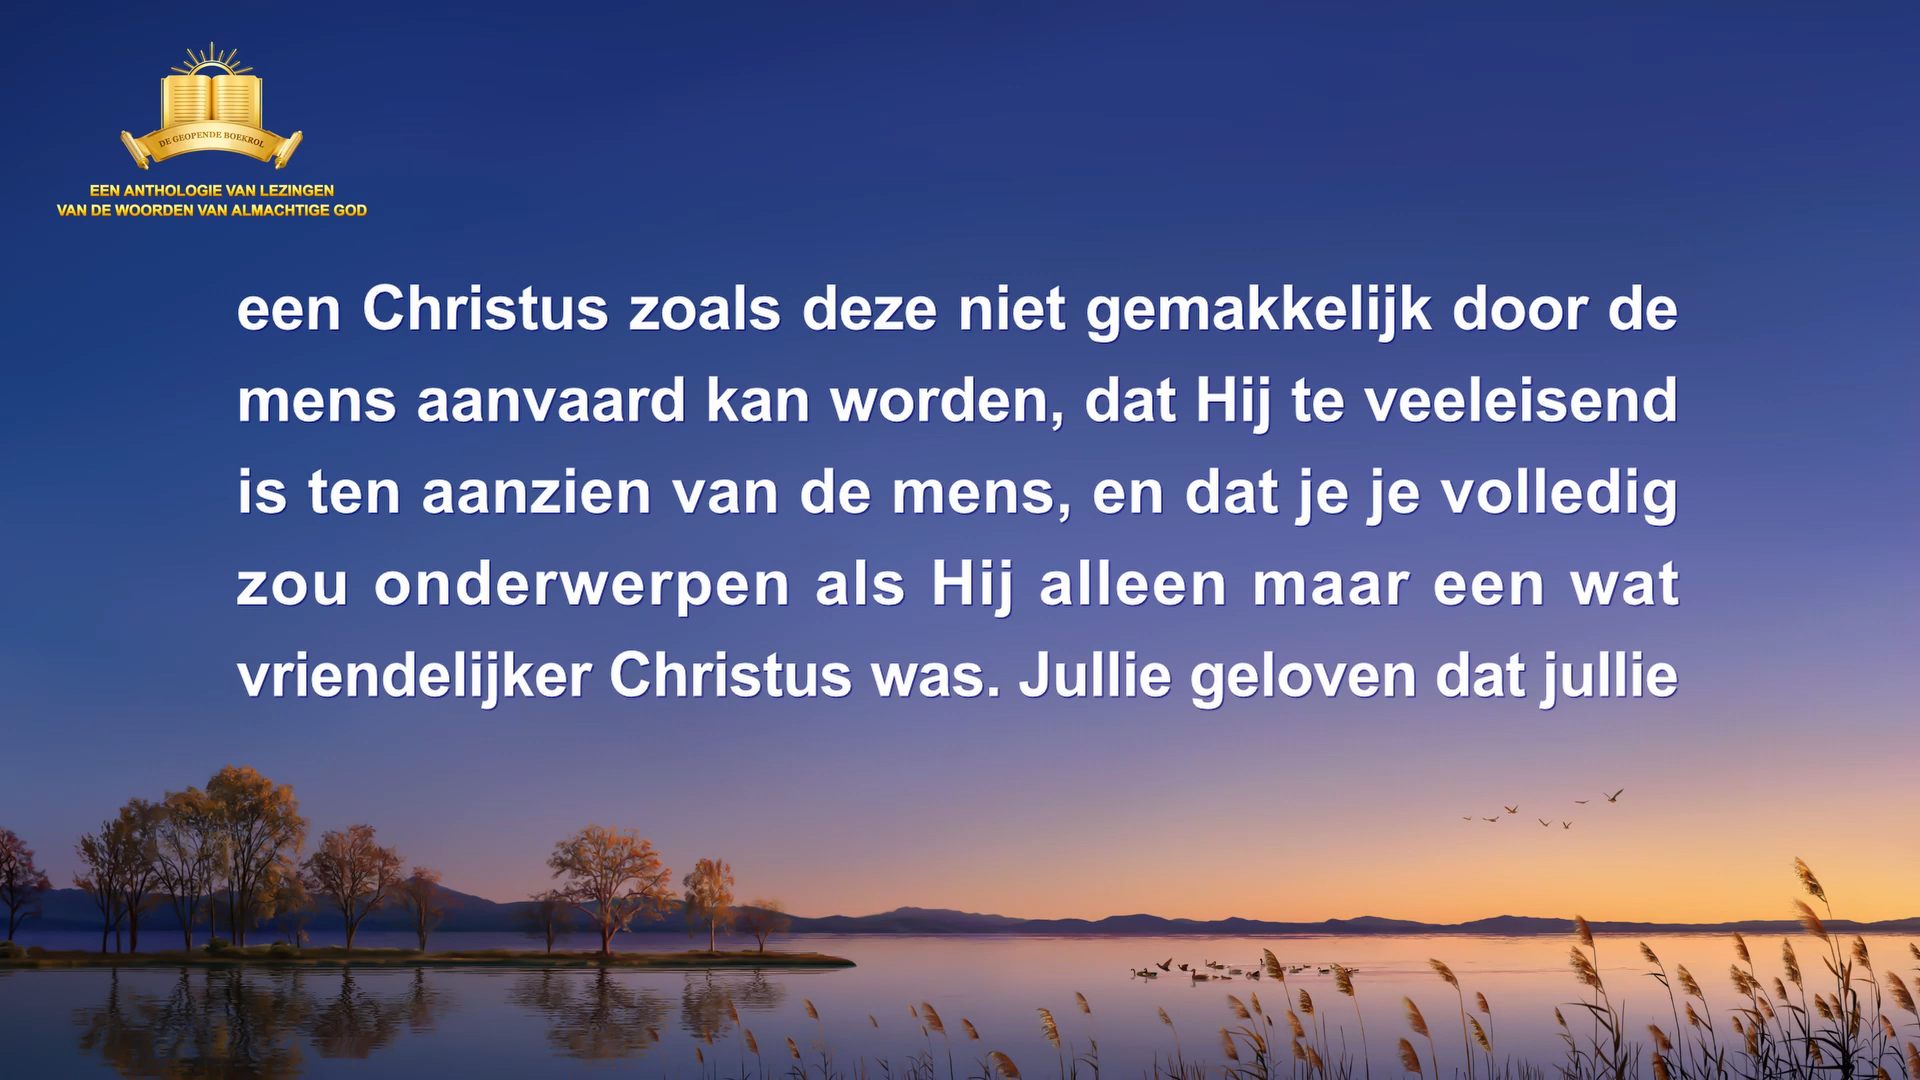 DE GEOPENDE BOEKROL
EEN ANTHOLOGIE VAN LEZINGEN
VAN DE WOORDEN VAN ALMACHTIGE GOD
een Christus zoals deze niet gemakkelijk door de
mens aanvaard kan worden, dat Hij te veeleisend
is ten aanzien van de mens, en dat je je volledig
zou onderwerpen als Hij alleen maar een wat
vriendelijker Christus was. Jullie geloven dat jullie